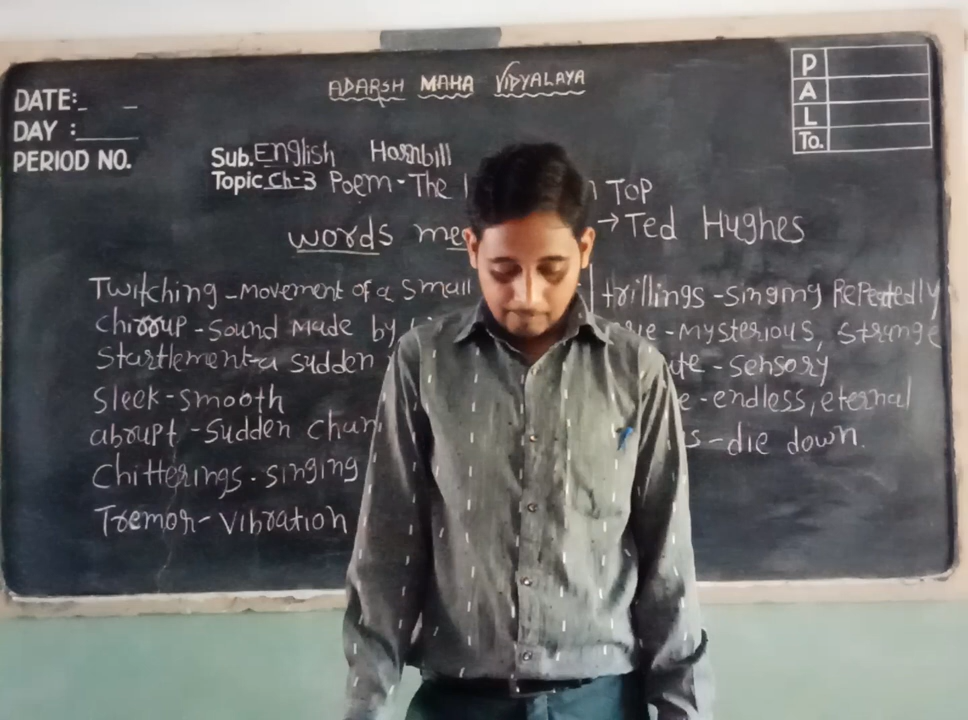 ADARSH MAHA VIDYALAYA
DATE:_ _
DAY :____
PERIOD NO.
P
A
L
To.
Sub. English Hornbill
Topic Ch-3 Poem - The TOP
words
→ Ted Hughes
Twitching - movement of a small
trillings - singing Repeatedly
Chirrup - sound made by
- mysterious, strange
Startlement - a sudden
- sensory
Sleek - smooth
- endless, eternal
abrupt - sudden
- die down.
Chitterings - singing
Tremor - vibration